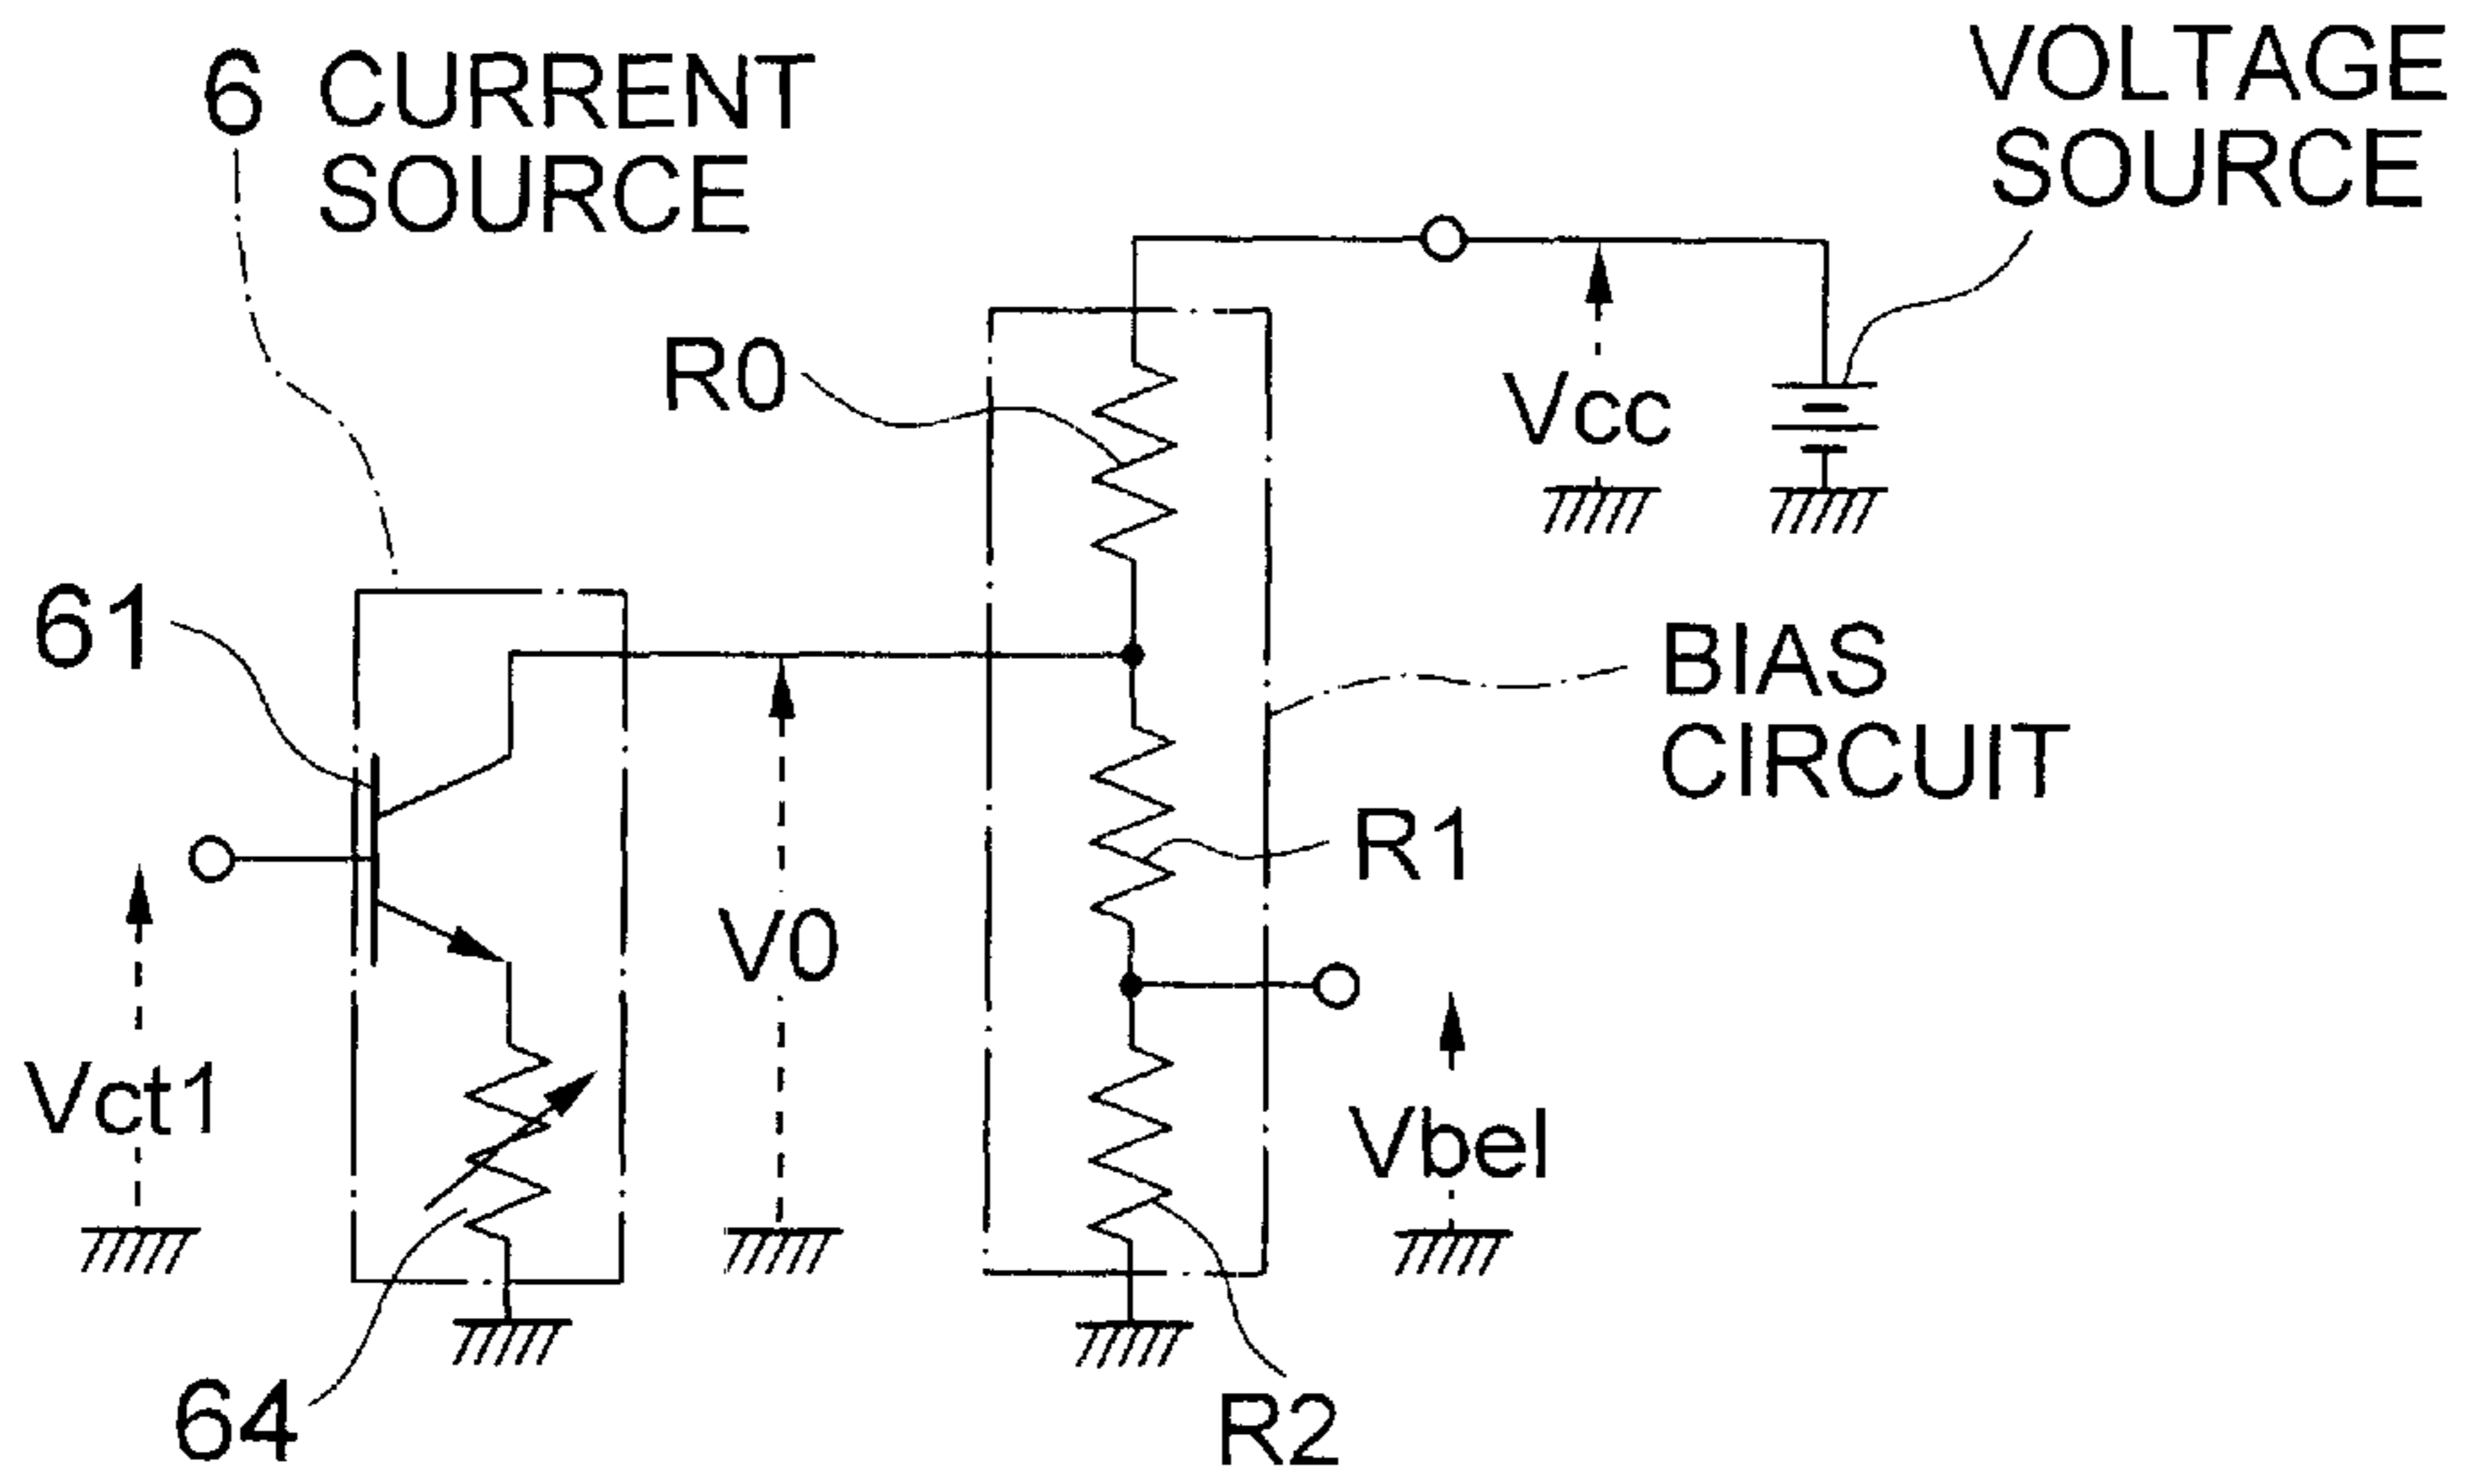 6 CURRENT
SOURCE
VOLTAGE
SOURCE
R0
Vcc
61
BIAS
CIRCUIT
R1
V0
Vct1
Vbel
64
R2